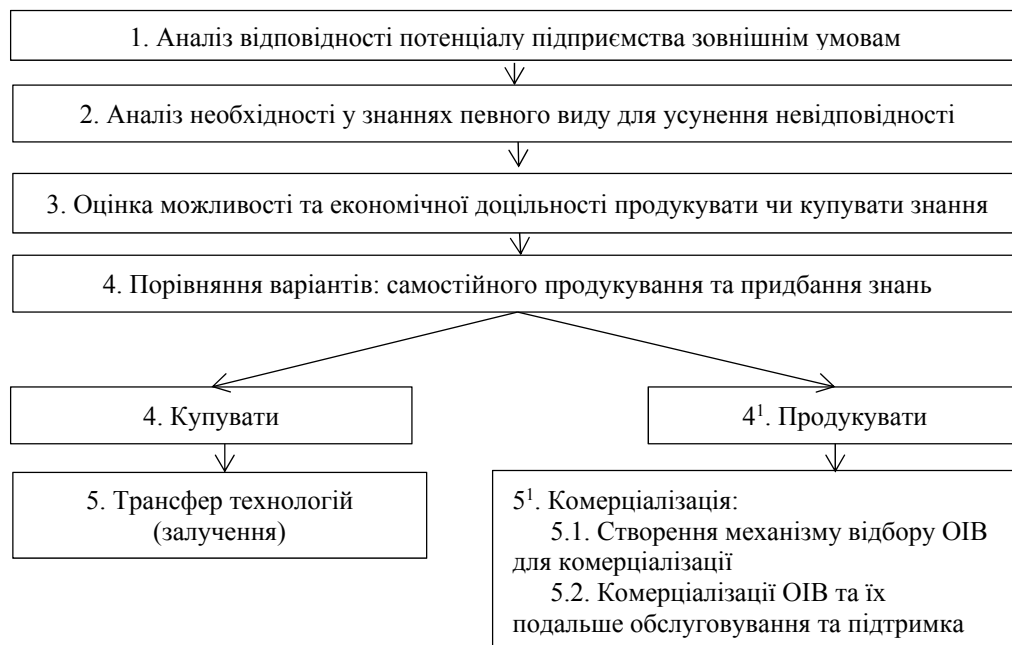 1. Аналіз відповідності потенціалу підприємства зовнішнім умовам
2. Аналіз необхідності у знаннях певного виду для усунення невідповідності
3. Оцінка можливості та економічної доцільності продукувати чи купувати знання
4. Порівняння варіантів: самостійного продукування та придбання знань
4. Купувати
4¹. Продукувати
5. Трансфер технологій
(залучення)
5¹. Комерціалізація:
5.1. Створення механізму відбору ОІВ
для комерціалізації
5.2. Комерціалізації ОІВ та їх
подальше обслуговування та підтримка